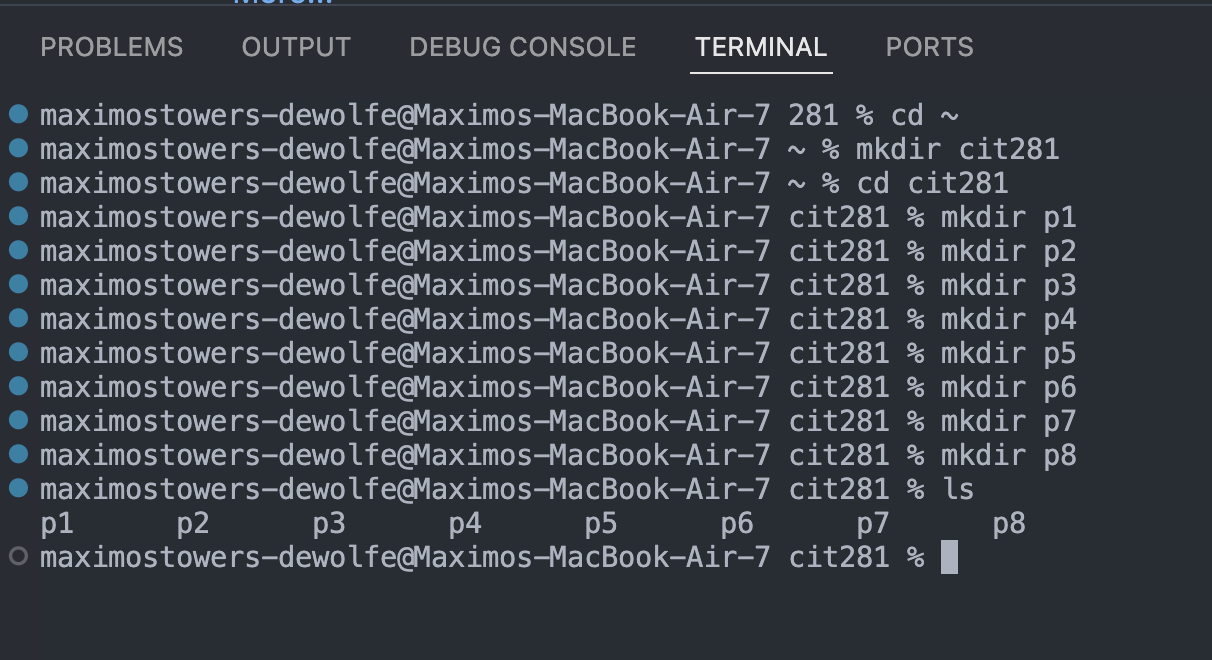 PROBLEMS OUTPUT DEBUG CONSOLE TERMINAL PORTS
maximostowers-dewolfe@Maximos-MacBook-Air-7 281 % cd ~
maximostowers-dewolfe@Maximos-MacBook-Air-7 ~ % mkdir cit281
maximostowers-dewolfe@Maximos-MacBook-Air-7 ~ % cd cit281
maximostowers-dewolfe@Maximos-MacBook-Air-7 cit281 % mkdir p1
maximostowers-dewolfe@Maximos-MacBook-Air-7 cit281 % mkdir p2
maximostowers-dewolfe@Maximos-MacBook-Air-7 cit281 % mkdir p3
maximostowers-dewolfe@Maximos-MacBook-Air-7 cit281 % mkdir p4
maximostowers-dewolfe@Maximos-MacBook-Air-7 cit281 % mkdir p5
maximostowers-dewolfe@Maximos-MacBook-Air-7 cit281 % mkdir p6
maximostowers-dewolfe@Maximos-MacBook-Air-7 cit281 % mkdir p7
maximostowers-dewolfe@Maximos-MacBook-Air-7 cit281 % mkdir p8
maximostowers-dewolfe@Maximos-MacBook-Air-7 cit281 % ls
p1 p2 p3 p4 p5 p6 p7 p8
maximostowers-dewolfe@Maximos-MacBook-Air-7 cit281 %